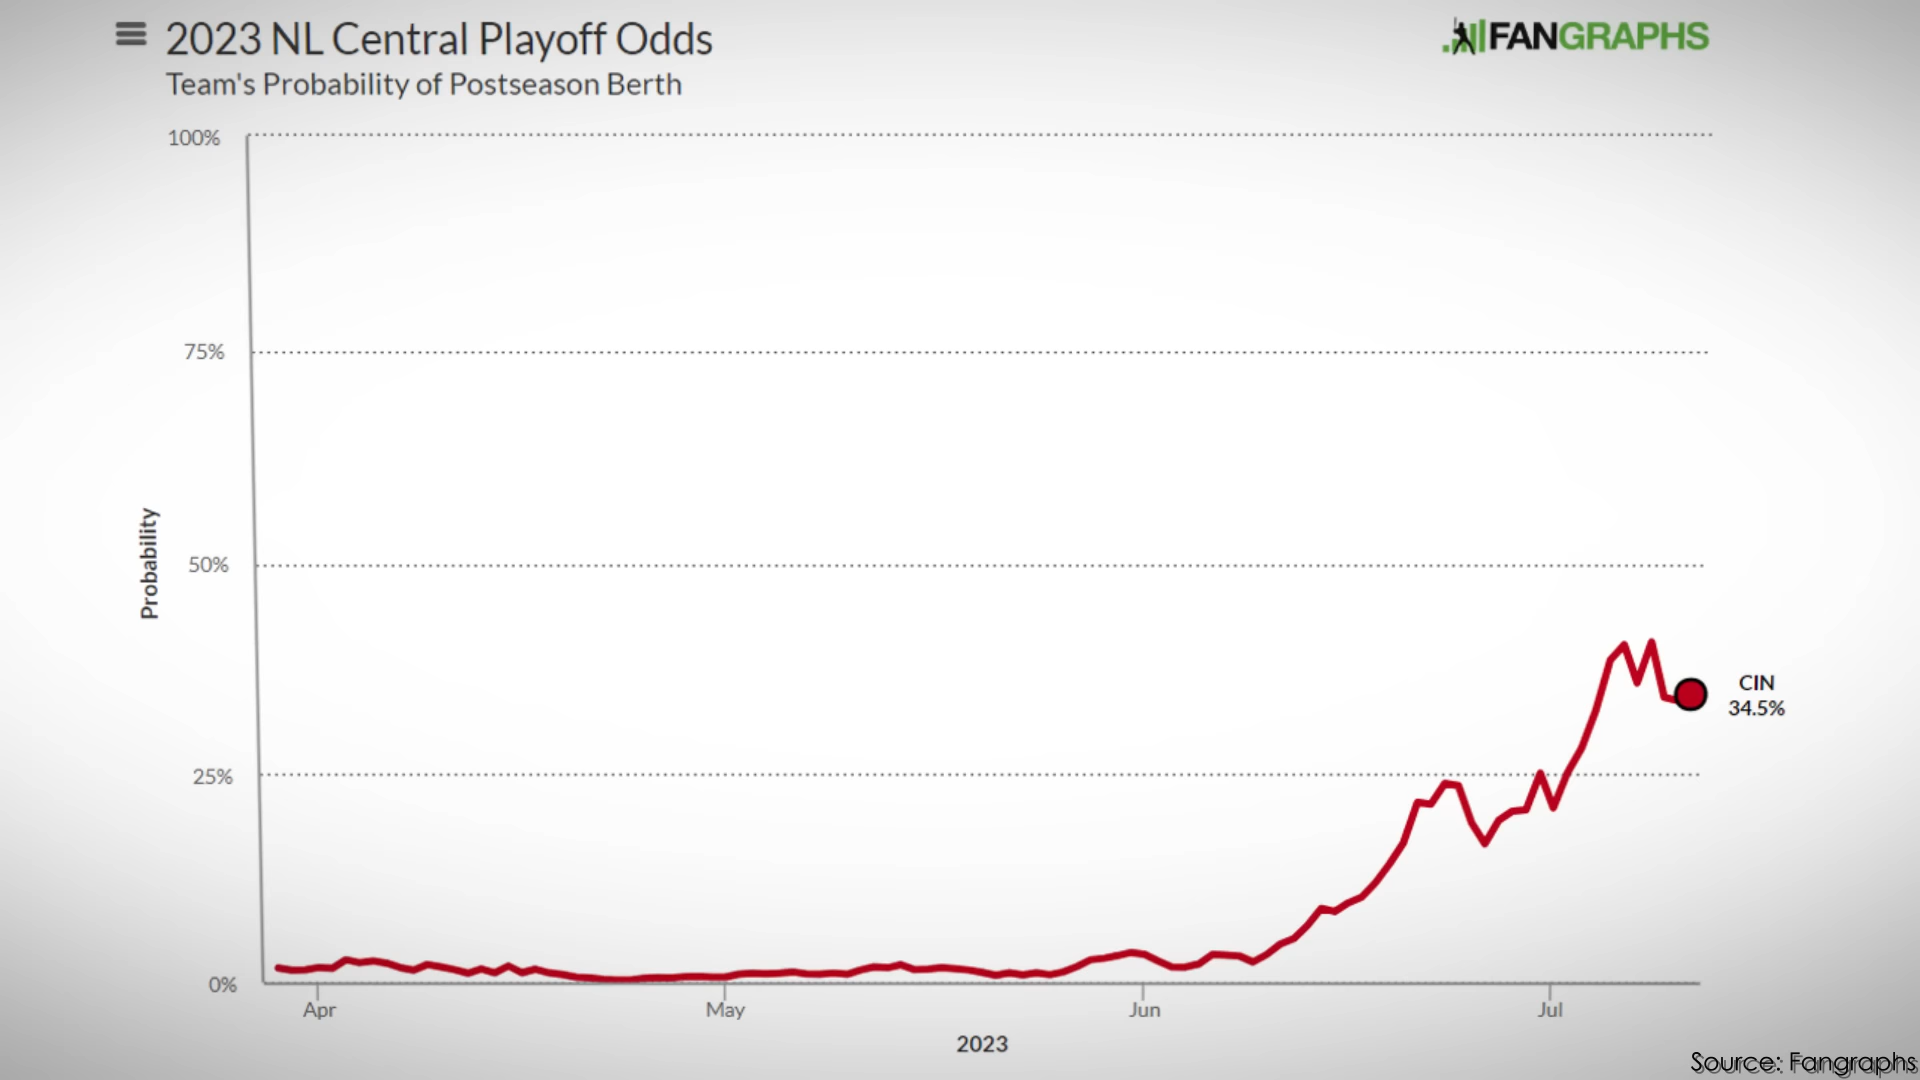 2023 NL Central Playoff Odds
FANGRAPHS
Team's Probability of Postseason Berth
100%
75%
50%
25%
0%
Probability
CIN
34.5%
Apr
May
Jun
Jul
2023
Source: Fangraphs